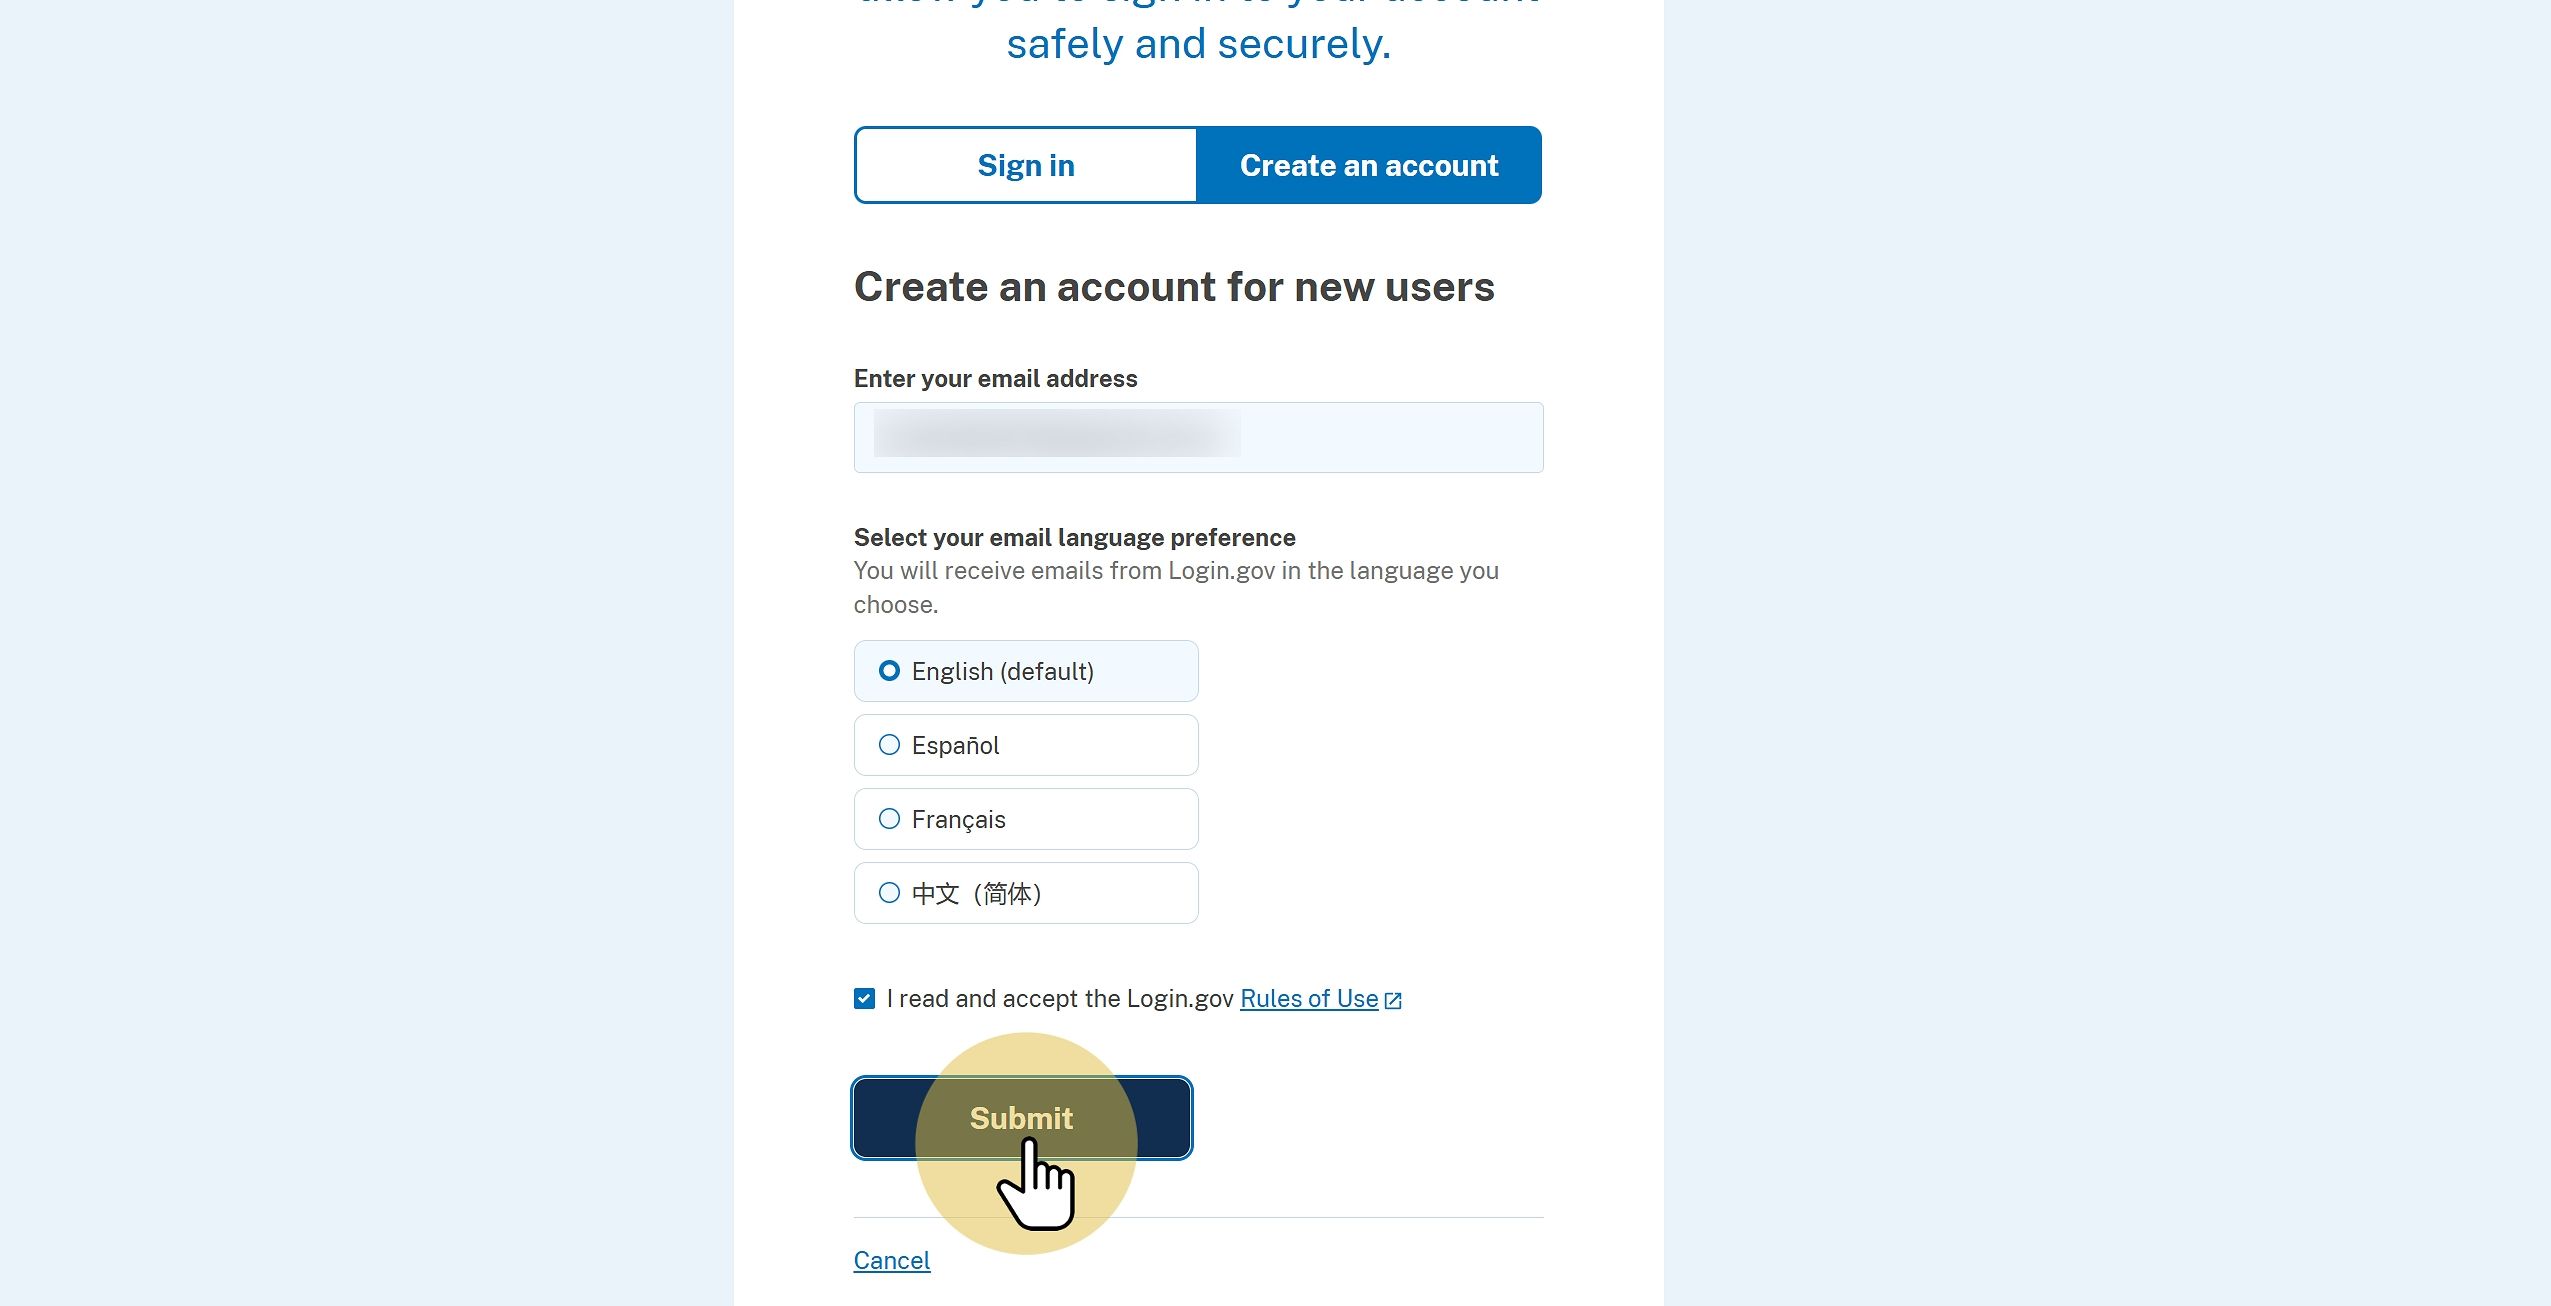 safely and securely.
Sign in
Create an account
Create an account for new users
Enter your email address
Select your email language preference
You will receive emails from Login.gov in the language you
choose.
English (default)
Español
Français
中文（简体）
I read and accept the Login.gov Rules of Use
Submit
Cancel